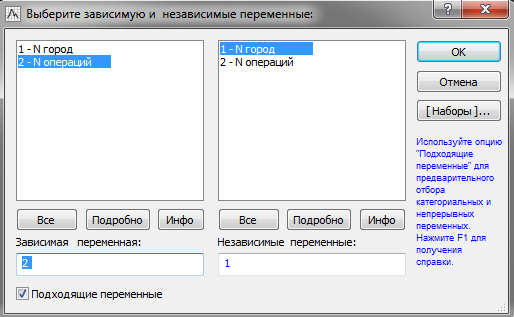 Выберите зависимую и независимые переменные:
1 - N город
2 - N операций
1 - N город
2 - N операций
OK
Отмена
[ Наборы ]...
Используйте опцию
"Подходящие
переменные" для
предварительного
отбора
категориальных и
непрерывных
переменных.
Нажмите F1 для
получения
справки.
Все
Подробно
Инфо
Все
Подробно
Инфо
Зависимая переменная:
Независимые переменные:
2
1
Подходящие переменные